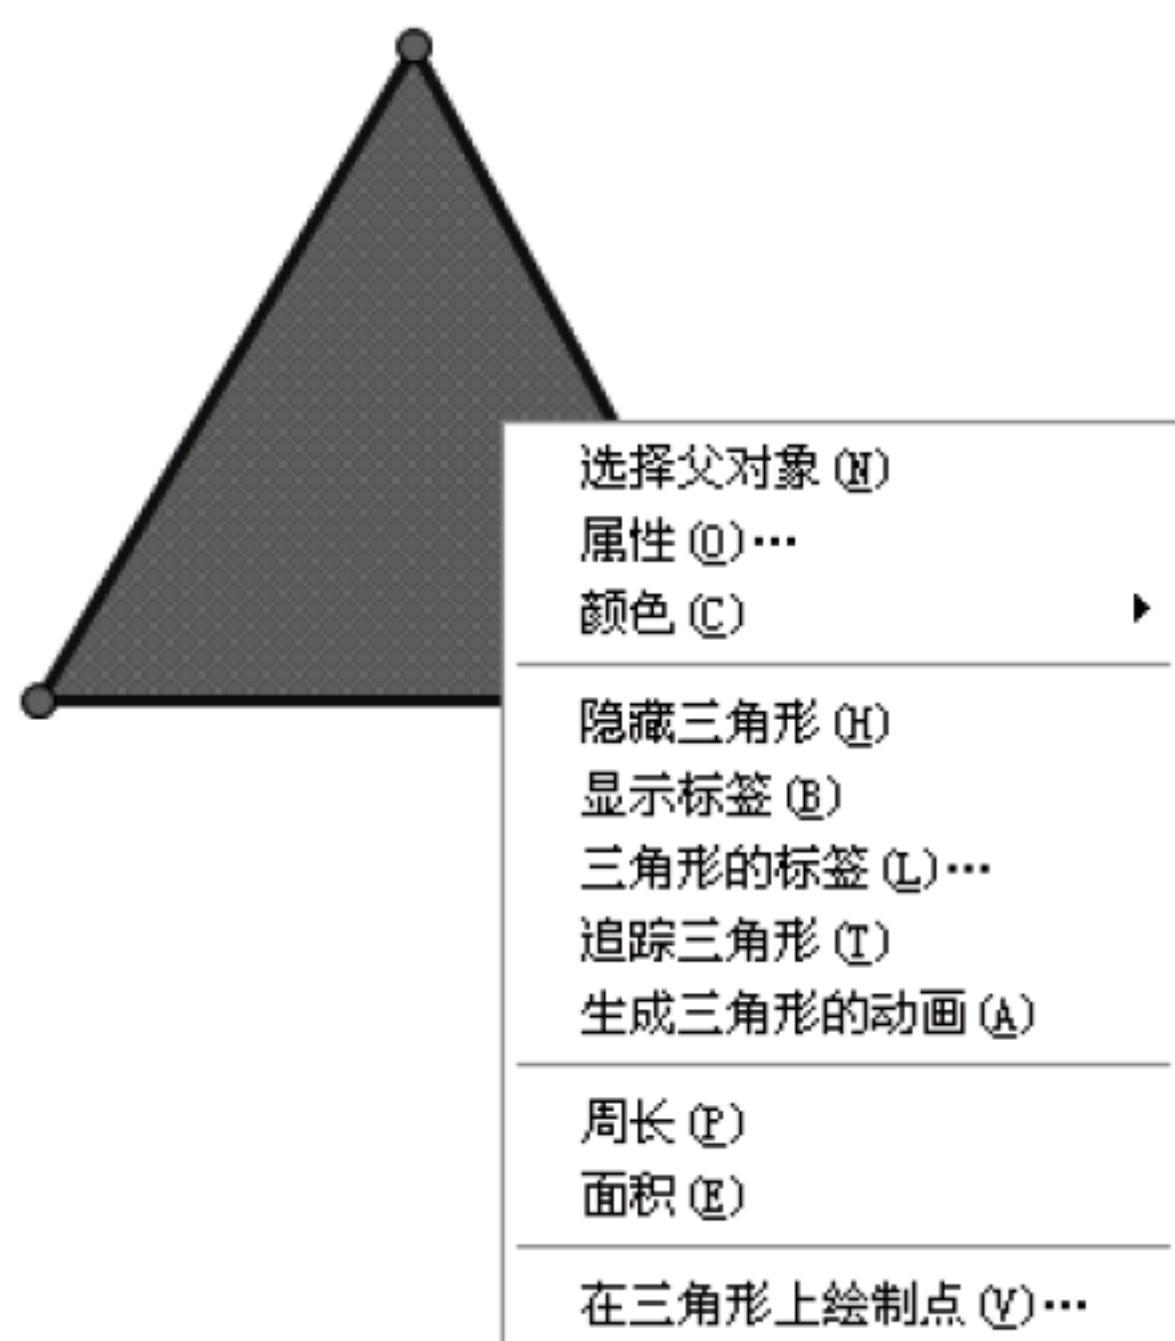 选择父对象(N)
属性(O)…
颜色(C)
隐藏三角形(H)
显示标签(B)
三角形的标签(L)…
追踪三角形(T)
生成三角形的动画(A)
周长(P)
面积(E)
在三角形上绘制点(V)…